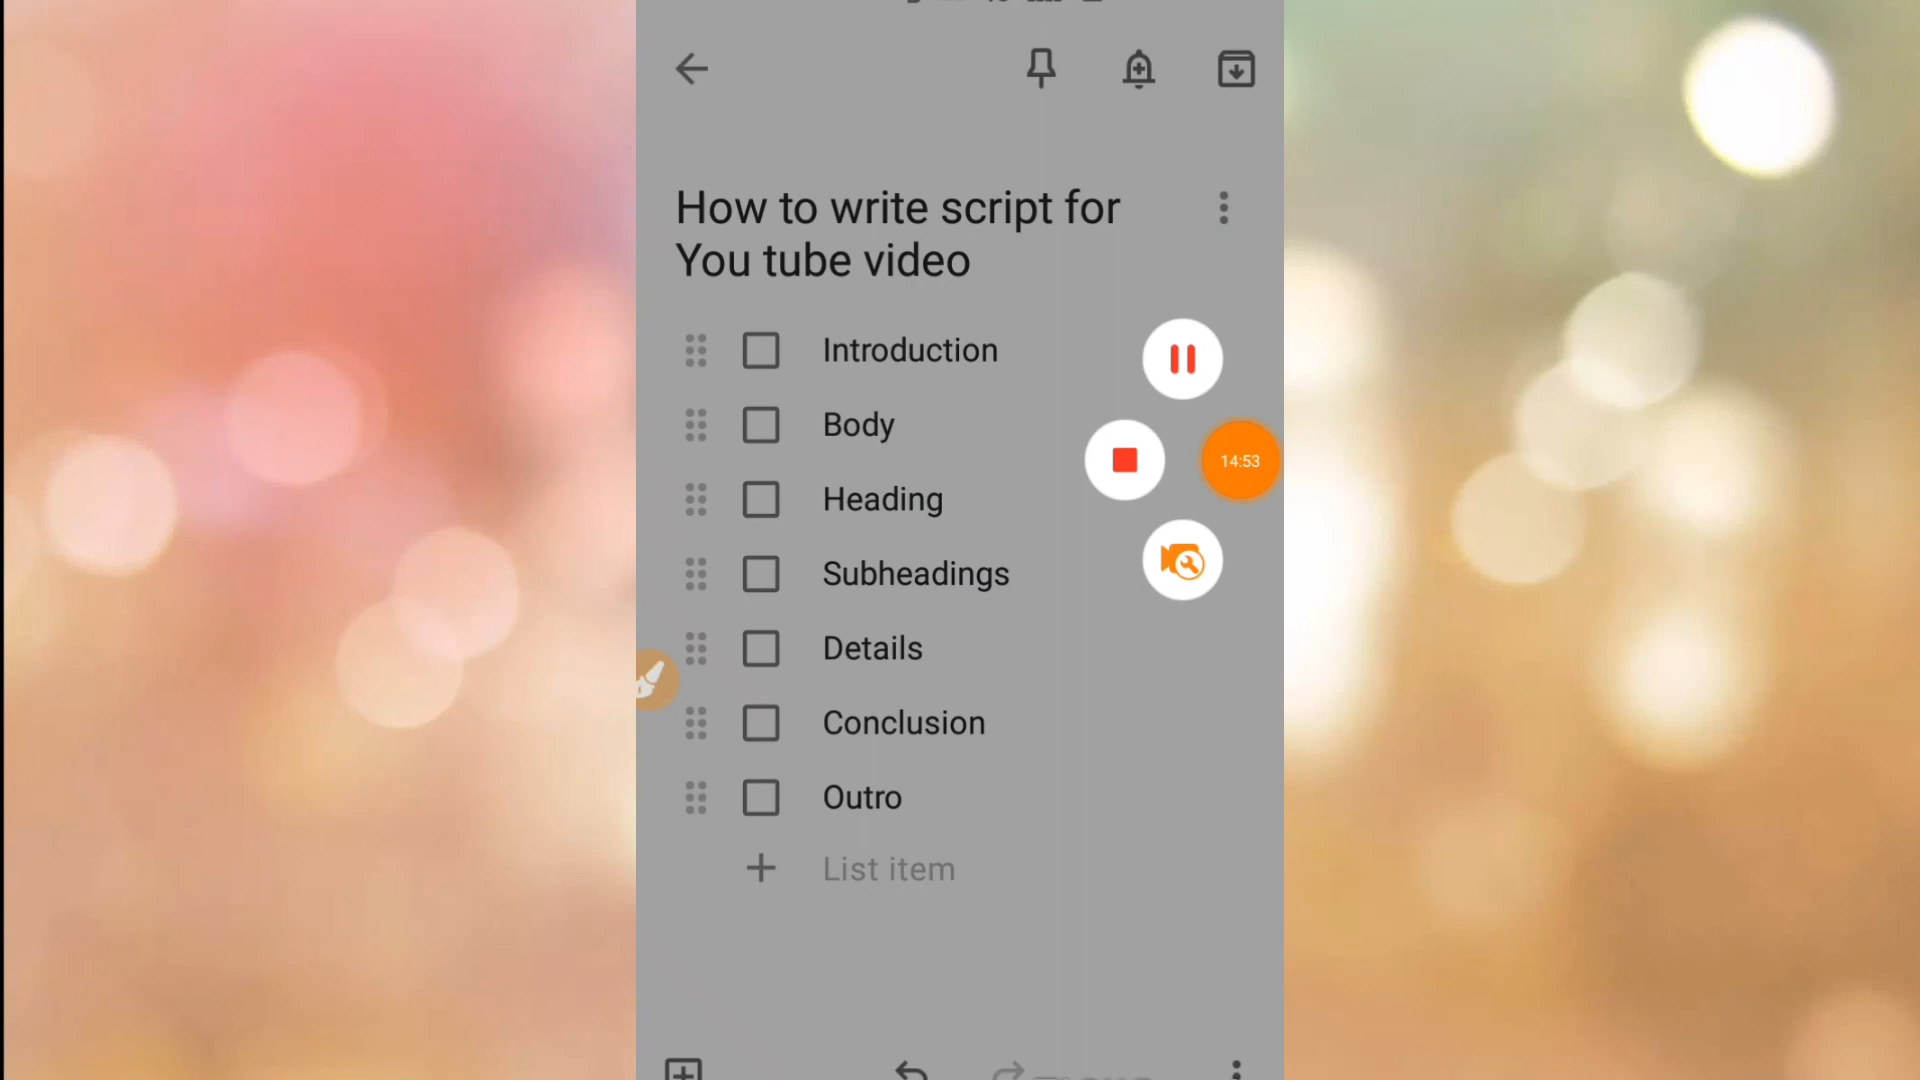 How to write script for
You tube video
Introduction
Body
Heading
14:53
Subheadings
Details
Conclusion
Outro
List item